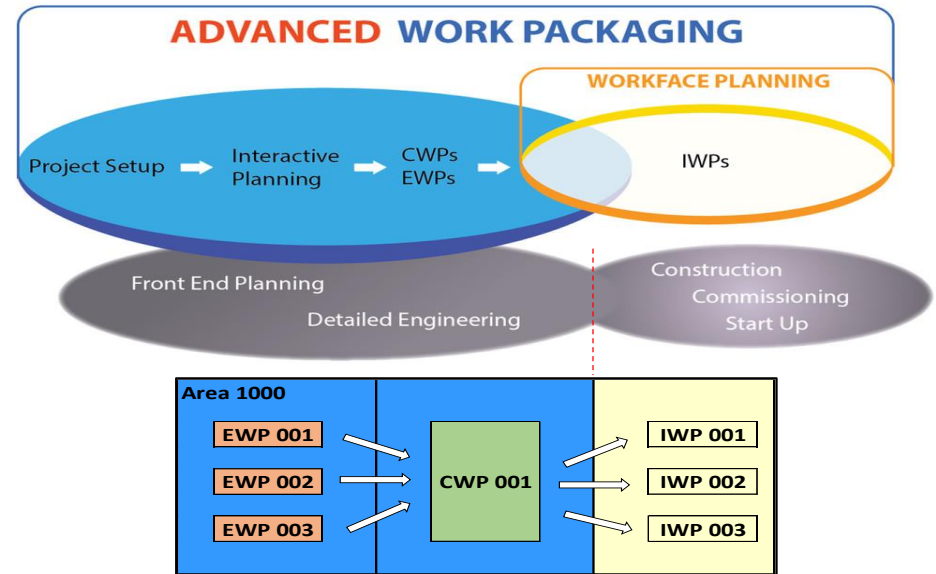 ADVANCED WORK PACKAGING
WORKFACE PLANNING
Project Setup
Interactive
Planning
CWPs
EWPs
IWPs
Front End Planning
Detailed Engineering
Construction
Commissioning
Start Up
Area 1000
EWP 001
EWP 002
EWP 003
CWP 001
IWP 001
IWP 002
IWP 003